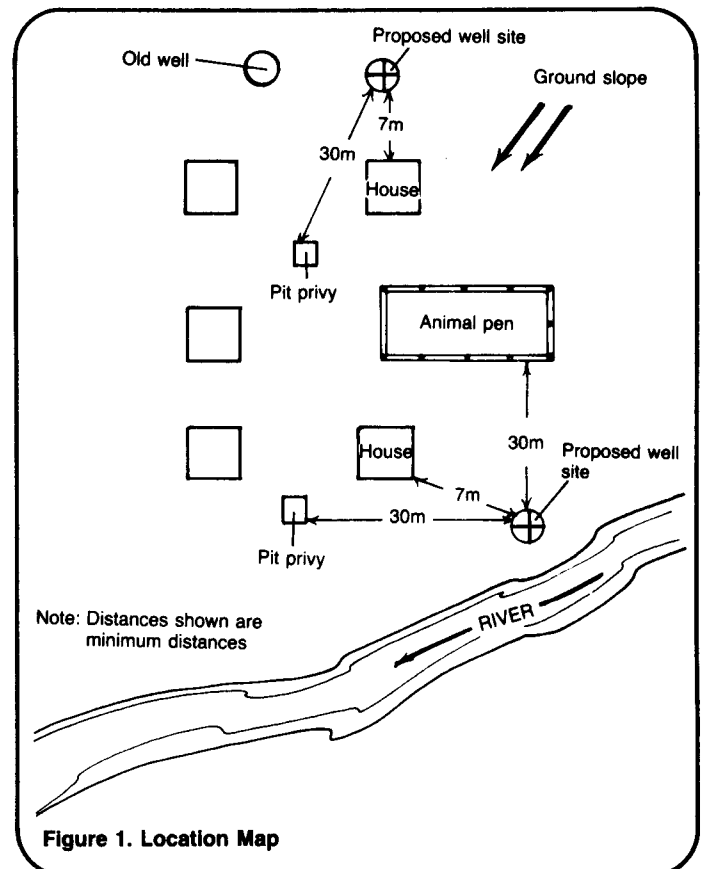 Proposed well site
Old well
Ground slope
7m
30m
House
Pit privy
Animal pen
House
30m
Proposed well
site
7m
30m
Pit privy
Note: Distances shown are
minimum distances
RIVER
Figure 1. Location Map